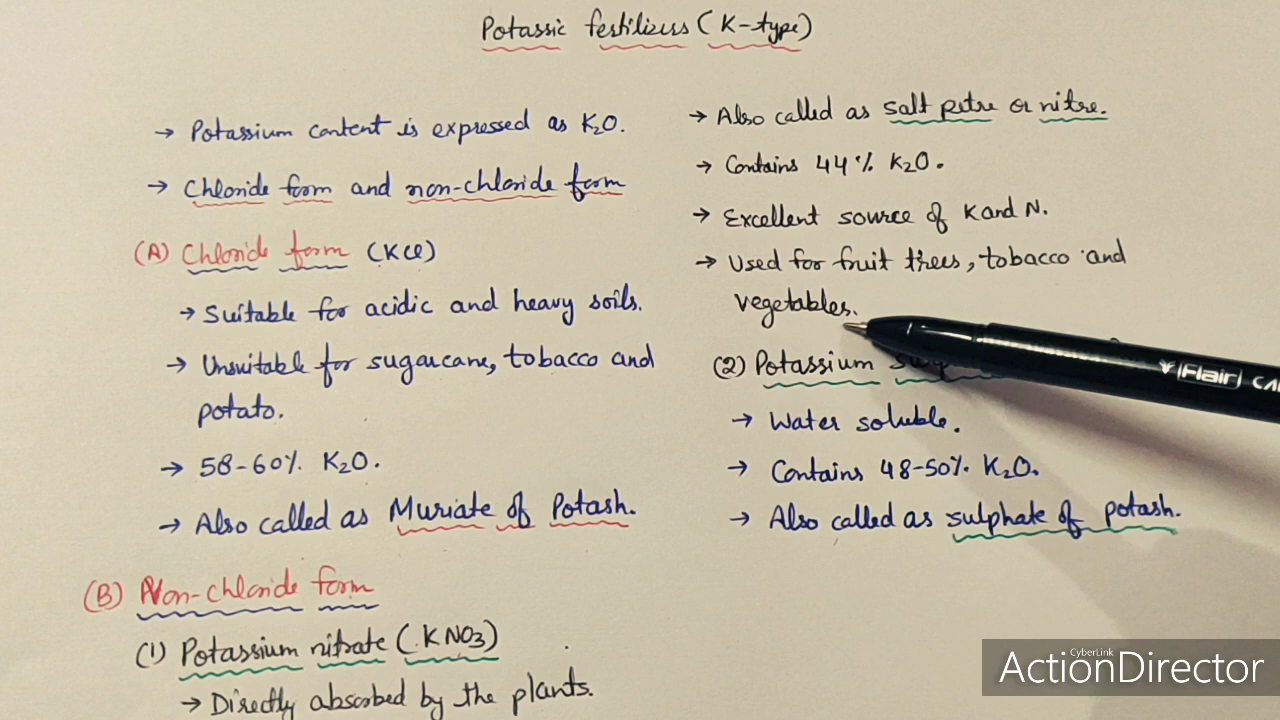 Potassic fertilizers (K-type)
→ Potassium content is expressed as K₂O.
→ Chloride form and non-chloride form
(A) Chloride form (KCl)
→ Suitable for acidic and heavy soils.
→ Unsuitable for sugarcane, tobacco and
potato.
→ 58-60% K₂O.
→ Also called as Muriate of Potash.
(B) Non-chloride form
(1) Potassium nitrate (KNO3)
→ Directly absorbed by the plants.
→ Also called as salt petre or nitre.
→ Contains 44% K₂O.
→ Excellent source of K and N.
→ Used for fruit trees, tobacco and
vegetables.
(2) Potassium
→ Water soluble.
→ Contains 48-50% K₂O.
→ Also called as sulphate of potash.
Flair
CyberLink
ActionDirector